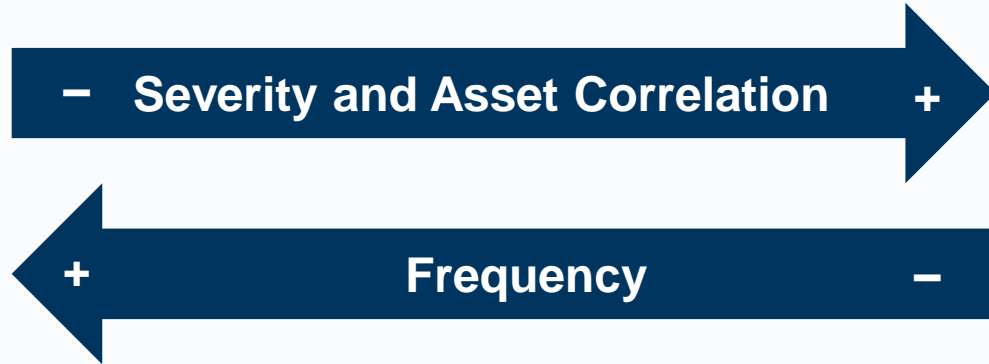 − Severity and Asset Correlation +
+ Frequency −